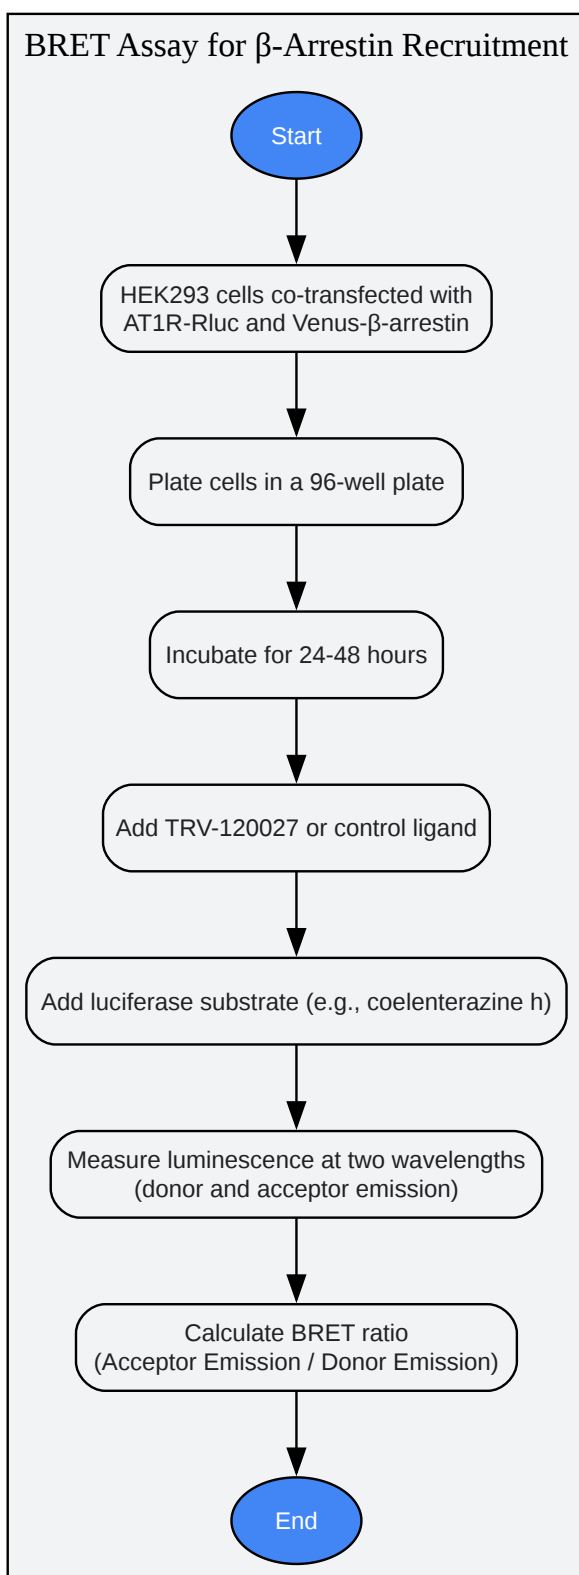 BRET Assay for β-Arrestin Recruitment
Start
HEK293 cells co-transfected with
AT1R-Rluc and Venus-β-arrestin
Plate cells in a 96-well plate
Incubate for 24-48 hours
Add TRV-120027 or control ligand
Add luciferase substrate (e.g., coelenterazine h)
Measure luminescence at two wavelengths
(donor and acceptor emission)
Calculate BRET ratio
(Acceptor Emission / Donor Emission)
End